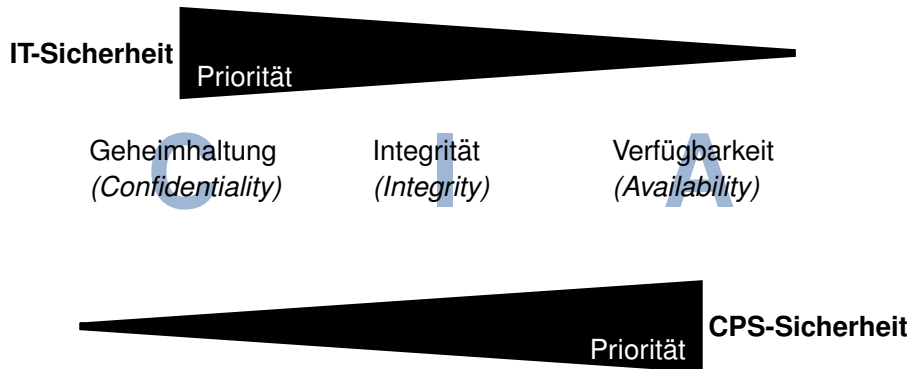 IT-Sicherheit
Priorität
C I A
Geheimhaltung Integrität Verfügbarkeit
(Confidentiality) (Integrity) (Availability)
CPS-Sicherheit
Priorität